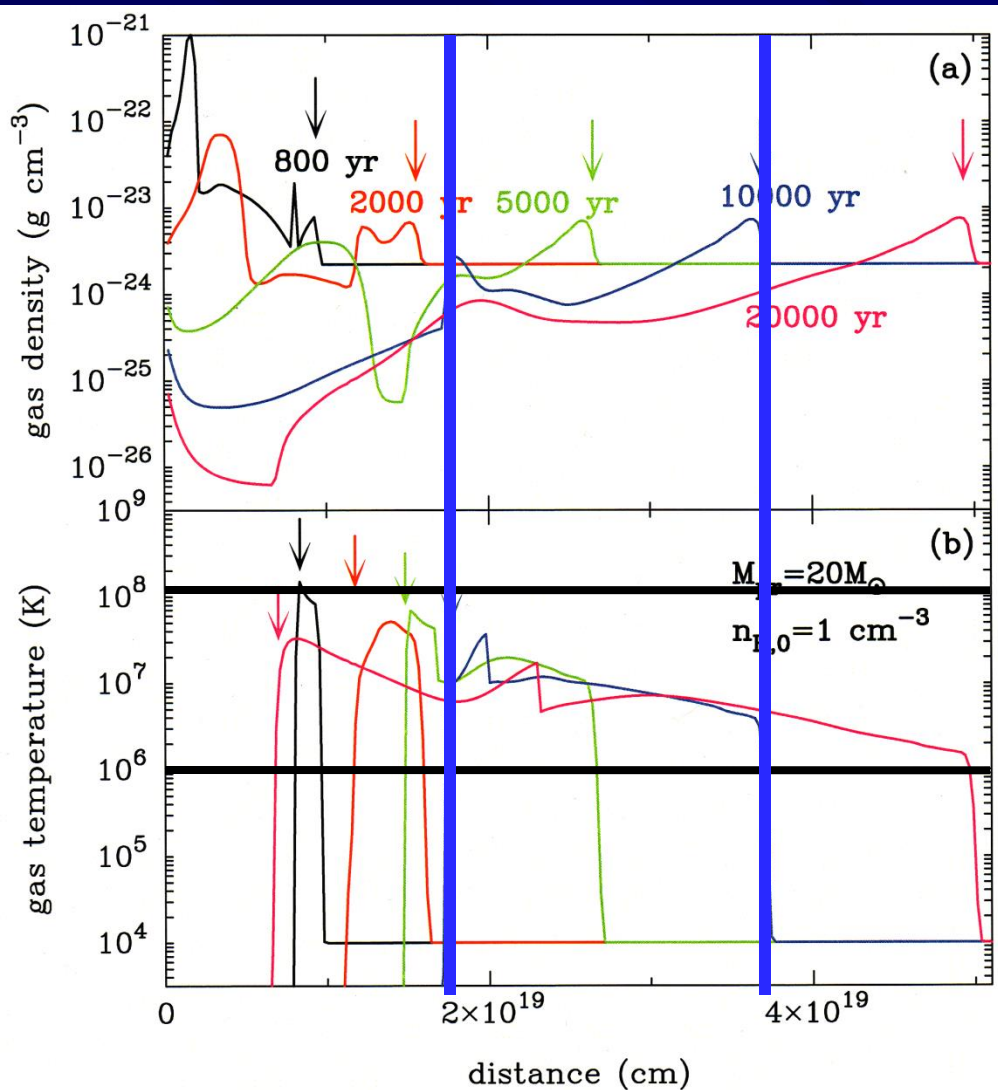 10⁻²¹
10⁻²²
10⁻²³
10⁻²⁴
10⁻²⁵
10⁻²⁶
gas density (g cm⁻³)
(a)
800 yr
2000 yr
5000 yr
10000 yr
20000 yr
10⁹
10⁸
10⁷
10⁶
10⁵
10⁴
gas temperature (K)
(b)
=20M☉
=1 cm⁻³
0
2×10¹⁹
4×10¹⁹
distance (cm)